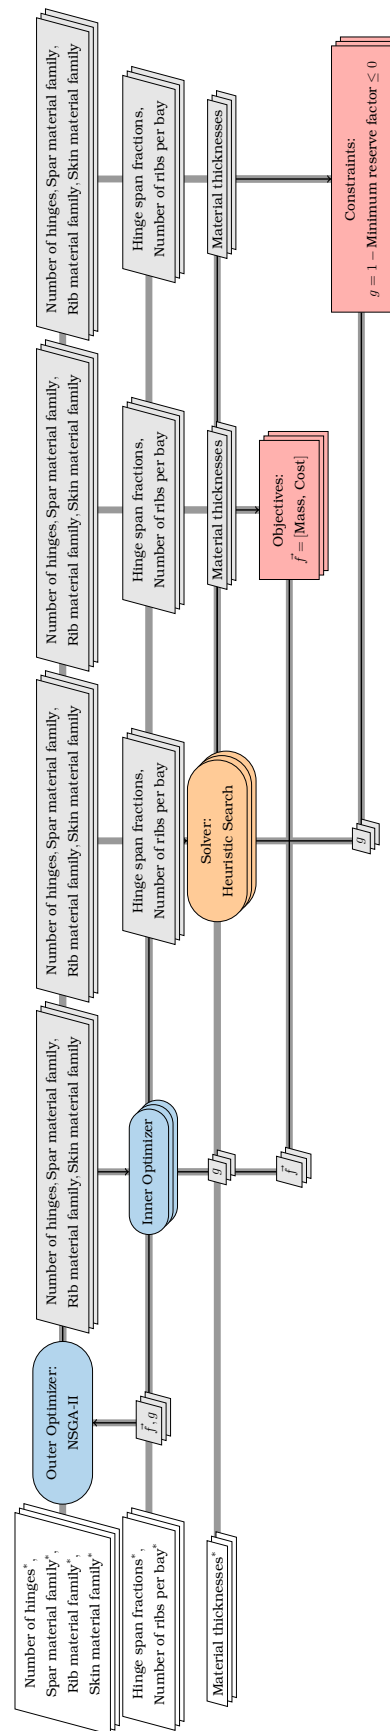 Number of hinges*,
Spar material family*,
Rib material family*,
Skin material family*
Outer Optimizer:
NSGA-II
Number of hinges, Spar material family,
Rib material family, Skin material family
Number of hinges, Spar material family,
Rib material family, Skin material family
Number of hinges, Spar material family,
Rib material family, Skin material family
Number of hinges, Spar material family,
Rib material family, Skin material family
Hinge span fractions*,
Number of ribs per bay*
f⃗, g
Inner Optimizer
Hinge span fractions,
Number of ribs per bay
Hinge span fractions,
Number of ribs per bay
Hinge span fractions,
Number of ribs per bay
Material thicknesses*
g
Solver:
Heuristic Search
Material thicknesses
Material thicknesses
f⃗
Objectives:
f⃗ = [Mass, Cost]
g
Constraints:
g = 1 − Minimum reserve factor ≤ 0